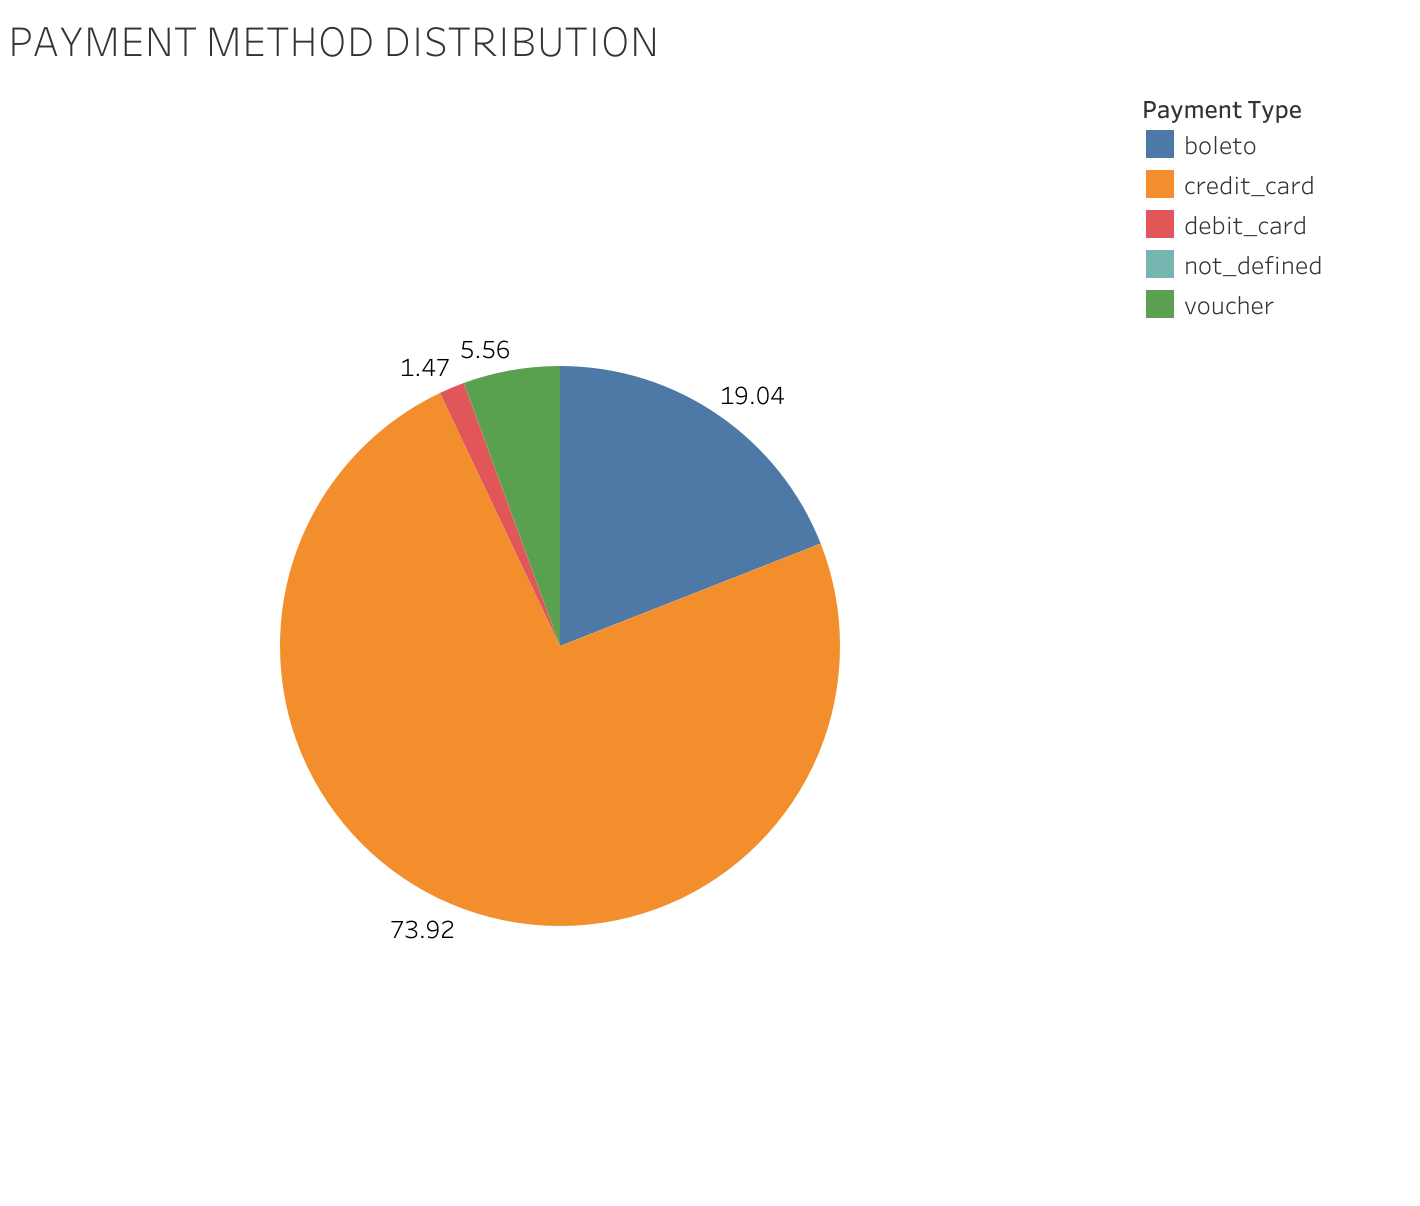 PAYMENT METHOD DISTRIBUTION
Payment Type
boleto
credit_card
debit_card
not_defined
voucher
5.56
1.47
19.04
73.92